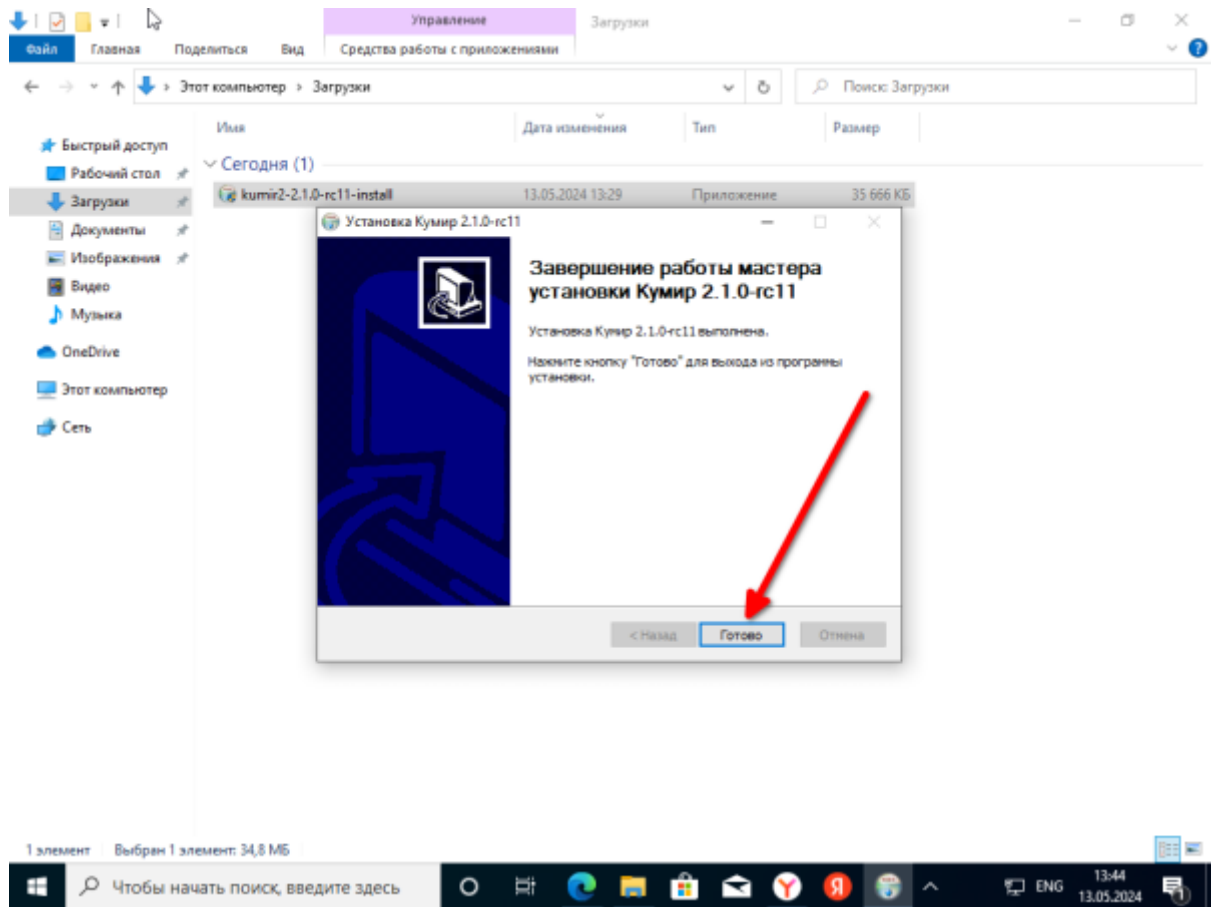 Управление
Загрузки
Файл
Главная
Поделиться
Вид
Средства работы с приложениями
Этот компьютер
Загрузки
Поиск: Загрузки
Имя
Дата изменения
Тип
Размер
Быстрый доступ
Рабочий стол
Загрузки
Документы
Изображения
Видео
Музыка
OneDrive
Этот компьютер
Сеть
Сегодня (1)
kumir2-2.1.0-rc11-install
13.05.2024 13:29
Приложение
35 666 КБ
Установка Кумир 2.1.0-rc11
Завершение работы мастера
установки Кумир 2.1.0-rc11
Установка Кумир 2.1.0-rc11 выполнена.
Нажмите кнопку "Готово" для выхода из программы
установки.
< Назад
Готово
Отмена
1 элемент
Выбран 1 элемент: 34,8 МБ
Чтобы начать поиск, введите здесь
ENG
13:44
13.05.2024
1